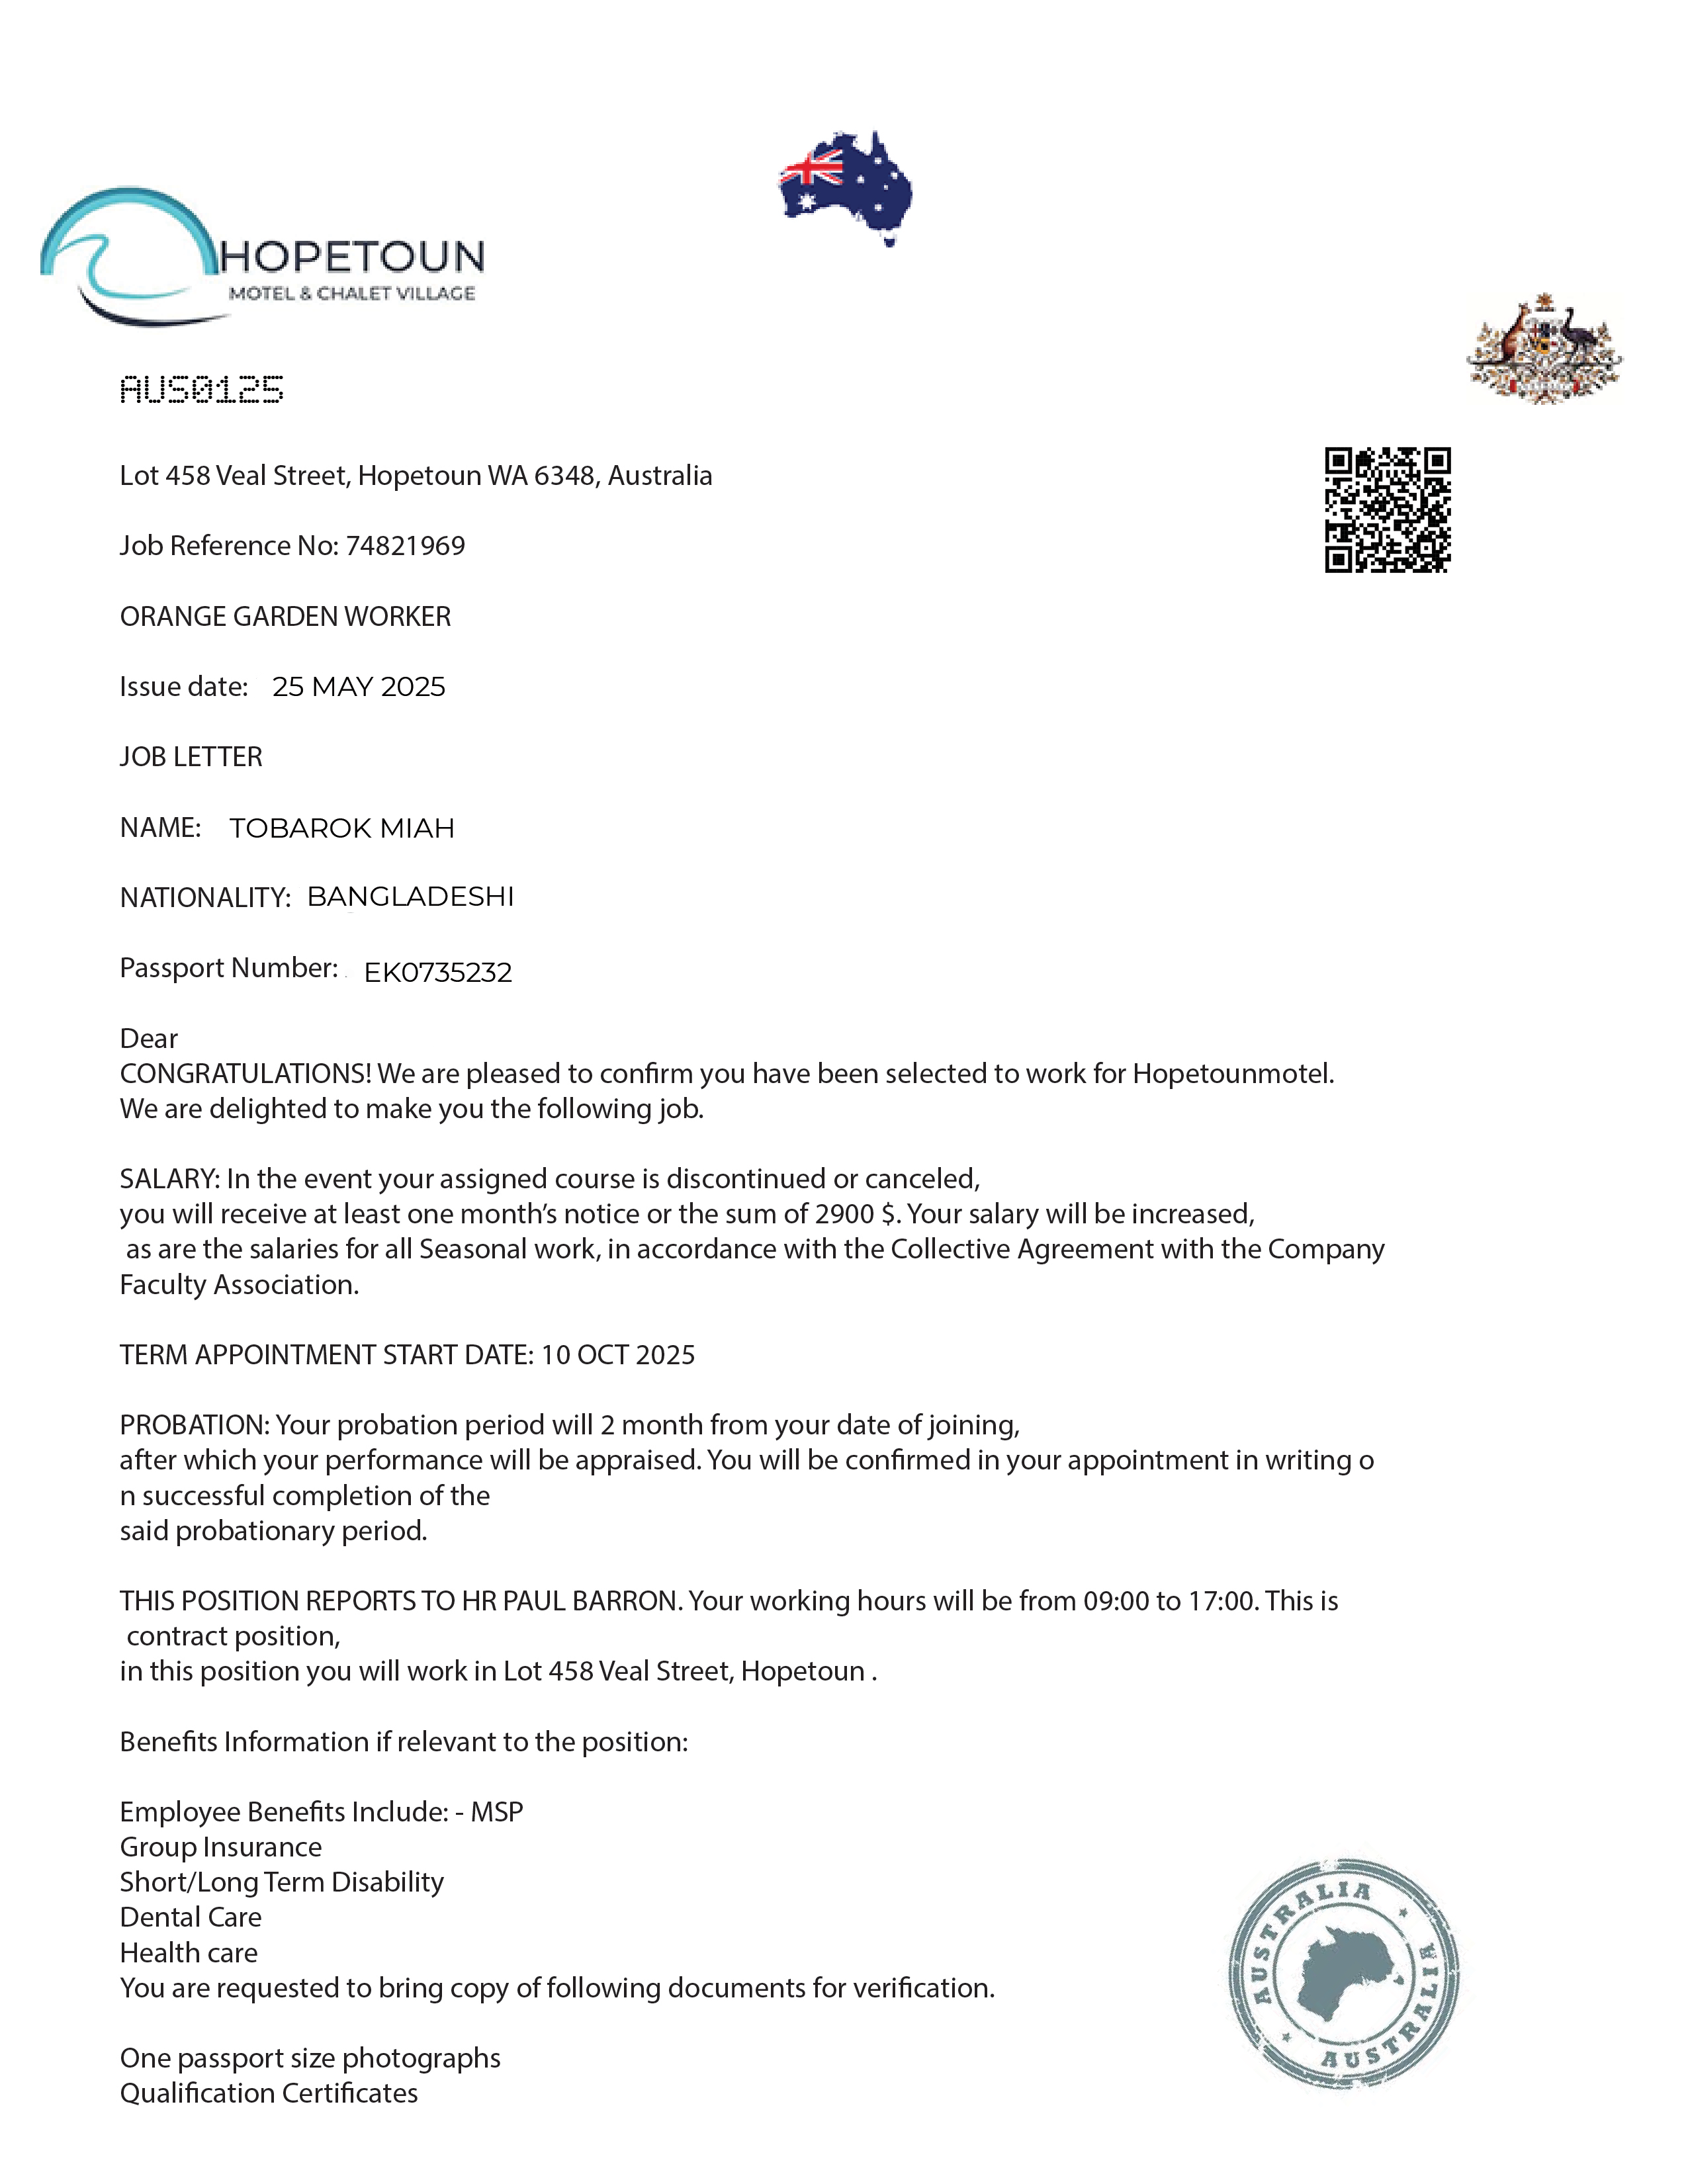 HOPETOUN
MOTEL & CHALET VILLAGE
AUS0125
Lot 458 Veal Street, Hopetoun WA 6348, Australia
Job Reference No: 74821969
ORANGE GARDEN WORKER
Issue date: 25 MAY 2025
JOB LETTER
NAME: TOBAROK MIAH
NATIONALITY: BANGLADESHI
Passport Number: EK0735232
Dear
CONGRATULATIONS! We are pleased to confirm you have been selected to work for Hopetounmotel.
We are delighted to make you the following job.
SALARY: In the event your assigned course is discontinued or canceled,
you will receive at least one month’s notice or the sum of 2900 $. Your salary will be increased,
as are the salaries for all Seasonal work, in accordance with the Collective Agreement with the Company
Faculty Association.
TERM APPOINTMENT START DATE: 10 OCT 2025
PROBATION: Your probation period will 2 month from your date of joining,
after which your performance will be appraised. You will be confirmed in your appointment in writing o
n successful completion of the
said probationary period.
THIS POSITION REPORTS TO HR PAUL BARRON. Your working hours will be from 09:00 to 17:00. This is
contract position,
in this position you will work in Lot 458 Veal Street, Hopetoun .
Benefits Information if relevant to the position:
Employee Benefits Include: - MSP
Group Insurance
Short/Long Term Disability
Dental Care
Health care
You are requested to bring copy of following documents for verification.
One passport size photographs
Qualification Certificates
AUSTRALIA
AUSTRALIA
AUSTRALIA